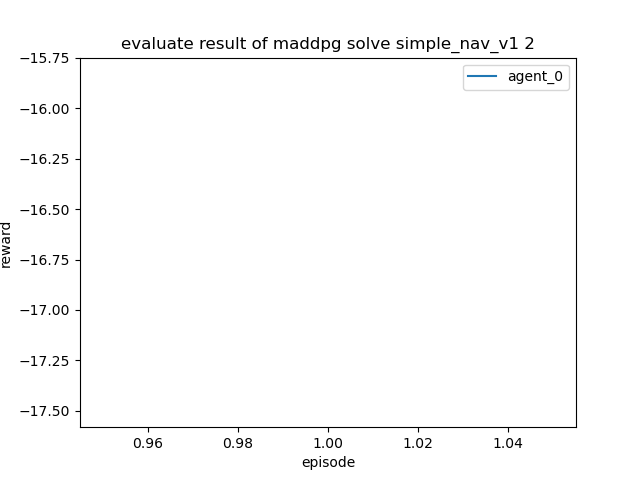 evaluate result of maddpg solve simple_nav_v1 2
agent_0
reward
−15.75
−16.00
−16.25
−16.50
−16.75
−17.00
−17.25
−17.50
0.96 0.98 1.00 1.02 1.04
episode